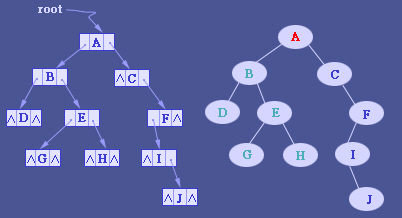 root
A A
B ^ C B C
^ D ^ E F ^ D E F
^ G ^ ^ H ^ ^ I G H I
^ J ^ J